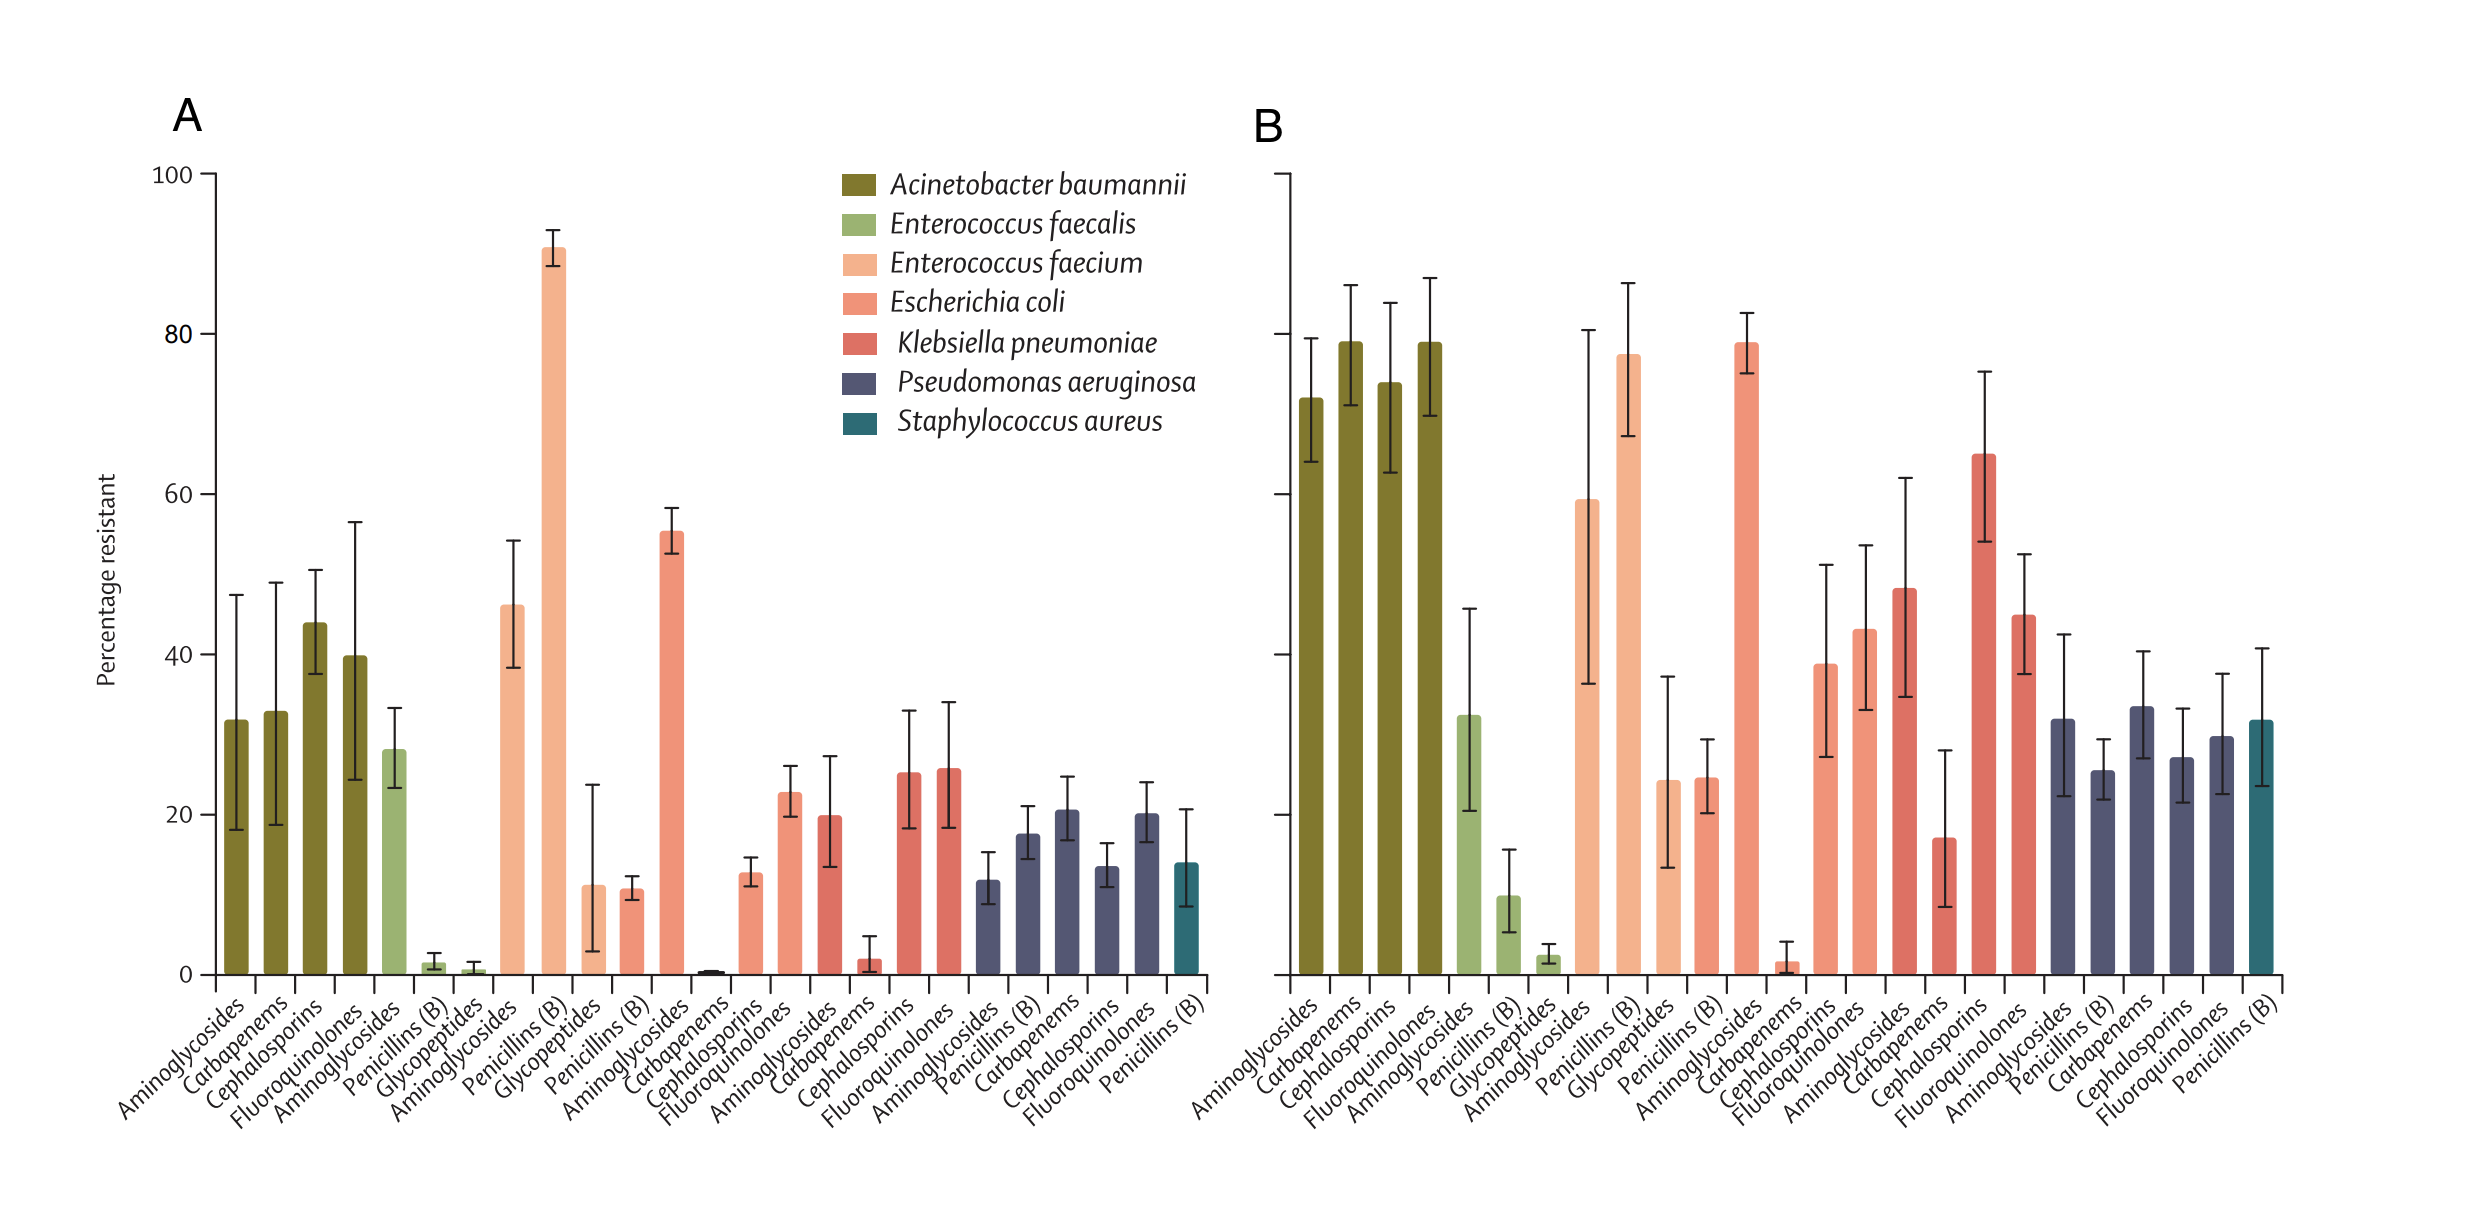 A
B
100
80
60
40
20
0
Percentage resistant
Acinetobacter baumannii
Enterococcus faecalis
Enterococcus faecium
Escherichia coli
Klebsiella pneumoniae
Pseudomonas aeruginosa
Staphylococcus aureus
Aminoglycosides
Carbapenems
Cephalosporins
Fluoroquinolones
Aminoglycosides
Penicillins (B)
Glycopeptides
Aminoglycosides
Penicillins (B)
Glycopeptides
Penicillins (B)
Aminoglycosides
Carbapenems
Cephalosporins
Fluoroquinolones
Aminoglycosides
Carbapenems
Cephalosporins
Fluoroquinolones
Aminoglycosides
Penicillins (B)
Carbapenems
Cephalosporins
Fluoroquinolones
Penicillins (B)
Aminoglycosides
Carbapenems
Cephalosporins
Fluoroquinolones
Aminoglycosides
Penicillins (B)
Glycopeptides
Aminoglycosides
Penicillins (B)
Glycopeptides
Penicillins (B)
Aminoglycosides
Carbapenems
Cephalosporins
Fluoroquinolones
Aminoglycosides
Carbapenems
Cephalosporins
Fluoroquinolones
Aminoglycosides
Penicillins (B)
Carbapenems
Cephalosporins
Fluoroquinolones
Penicillins (B)